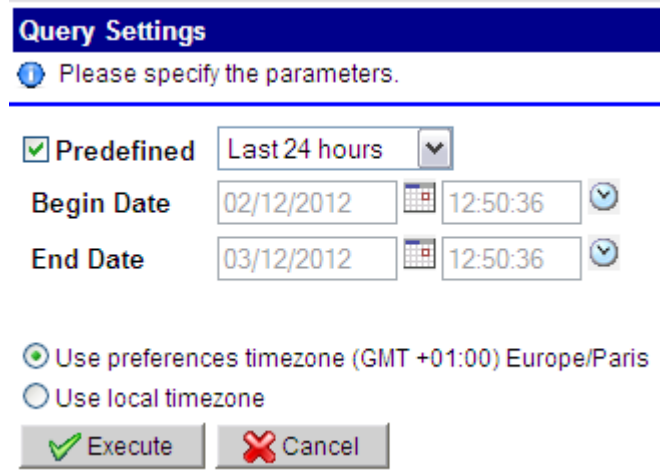 Query Settings
Please specify the parameters.
Predefined Last 24 hours
Begin Date 02/12/2012 12:50:36
End Date 03/12/2012 12:50:36
Use preferences timezone (GMT +01:00) Europe/Paris
Use local timezone
Execute Cancel